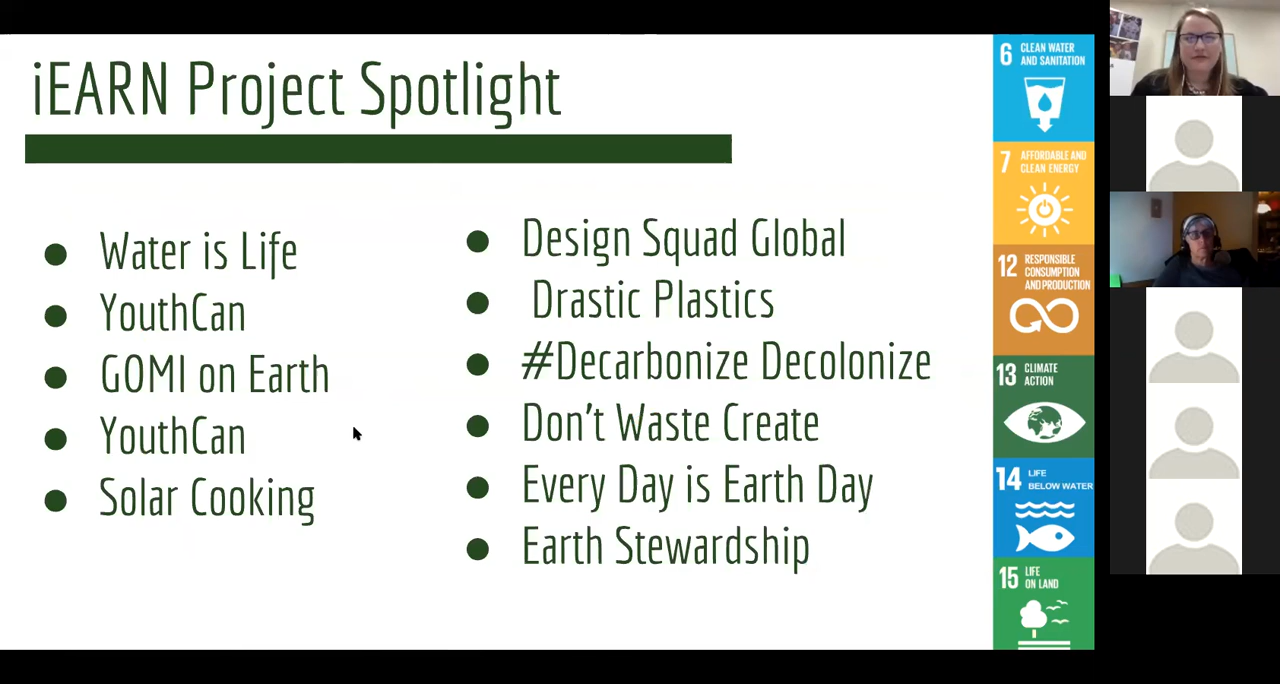 iEARN Project Spotlight
Water is Life
YouthCan
GOMI on Earth
YouthCan
Solar Cooking
Design Squad Global
Drastic Plastics
#Decarbonize Decolonize
Don't Waste Create
Every Day is Earth Day
Earth Stewardship
6 CLEAN WATER
AND SANITATION
7 AFFORDABLE AND
CLEAN ENERGY
12 RESPONSIBLE
CONSUMPTION
AND PRODUCTION
13 CLIMATE
ACTION
14 LIFE
BELOW WATER
15 LIFE
ON LAND